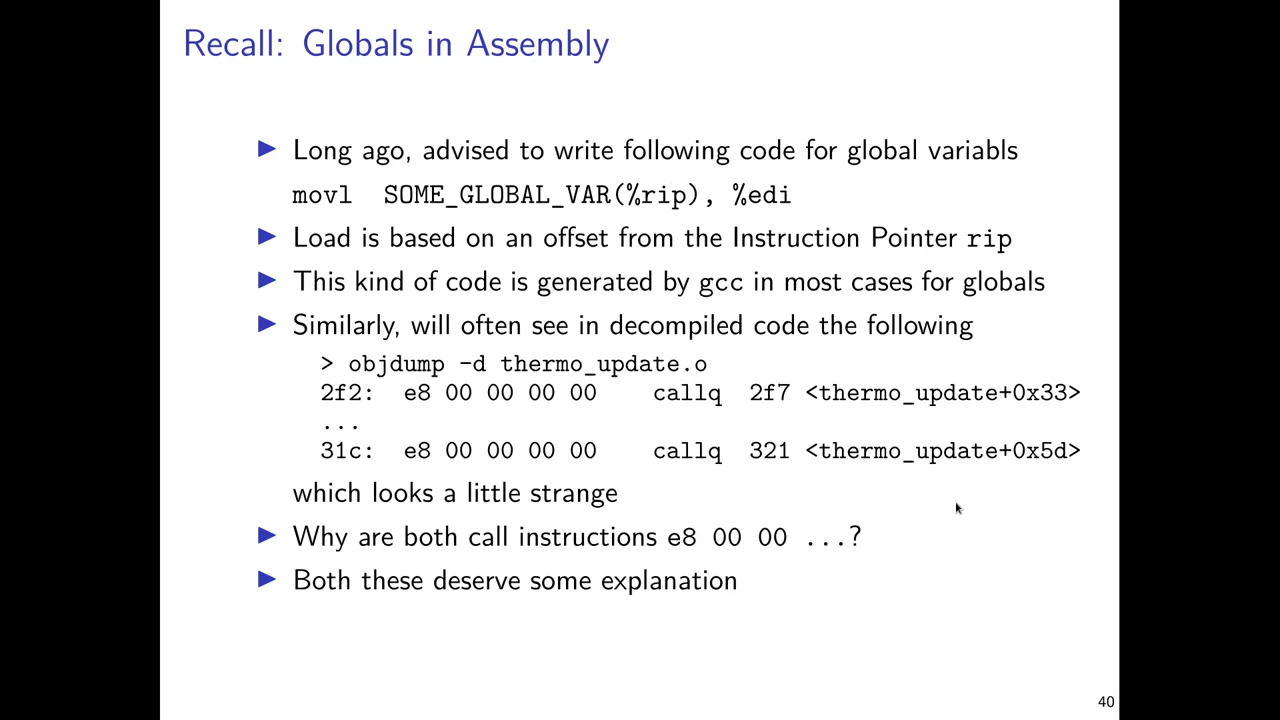 Recall: Globals in Assembly
▶ Long ago, advised to write following code for global variabls
movl  SOME_GLOBAL_VAR(%rip), %edi
▶ Load is based on an offset from the Instruction Pointer rip
▶ This kind of code is generated by gcc in most cases for globals
▶ Similarly, will often see in decompiled code the following
> objdump -d thermo_update.o
2f2:  e8 00 00 00 00    callq  2f7 <thermo_update+0x33>
...
31c:  e8 00 00 00 00    callq  321 <thermo_update+0x5d>
which looks a little strange
▶ Why are both call instructions e8 00 00 ...?
▶ Both these deserve some explanation
40